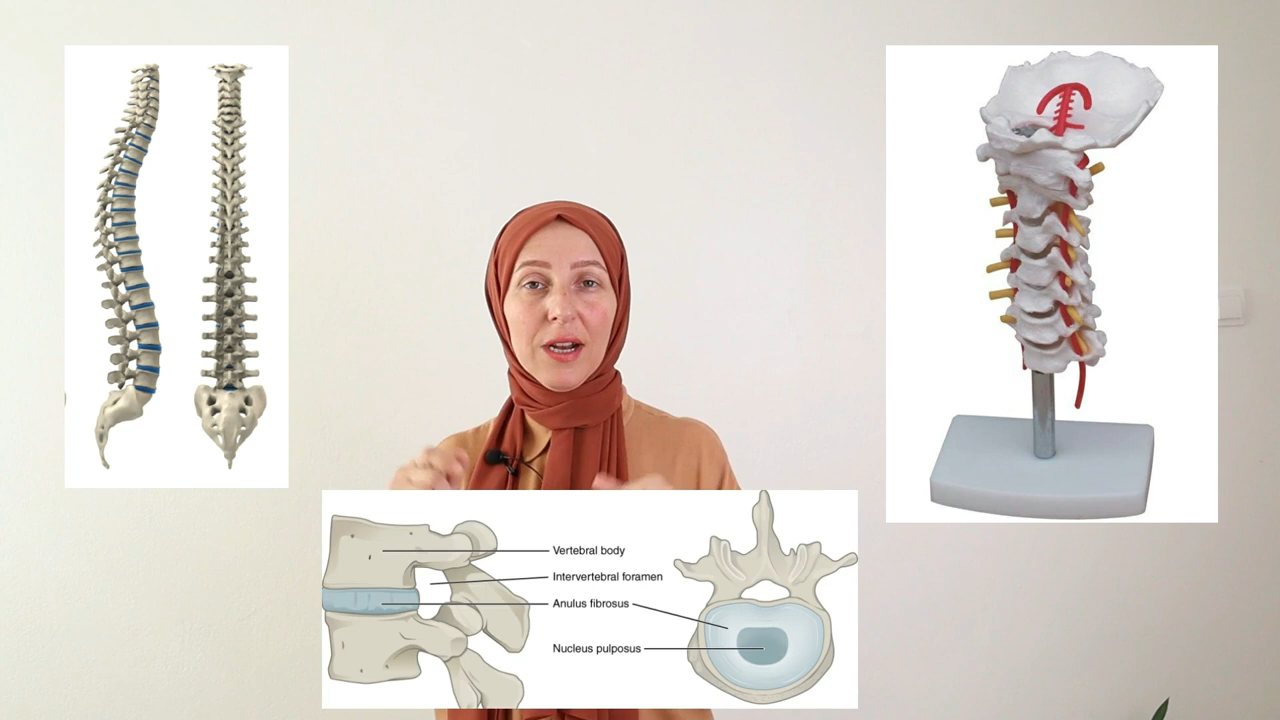 Vertebral body
Intervertebral foramen
Anulus fibrosus
Nucleus pulposus